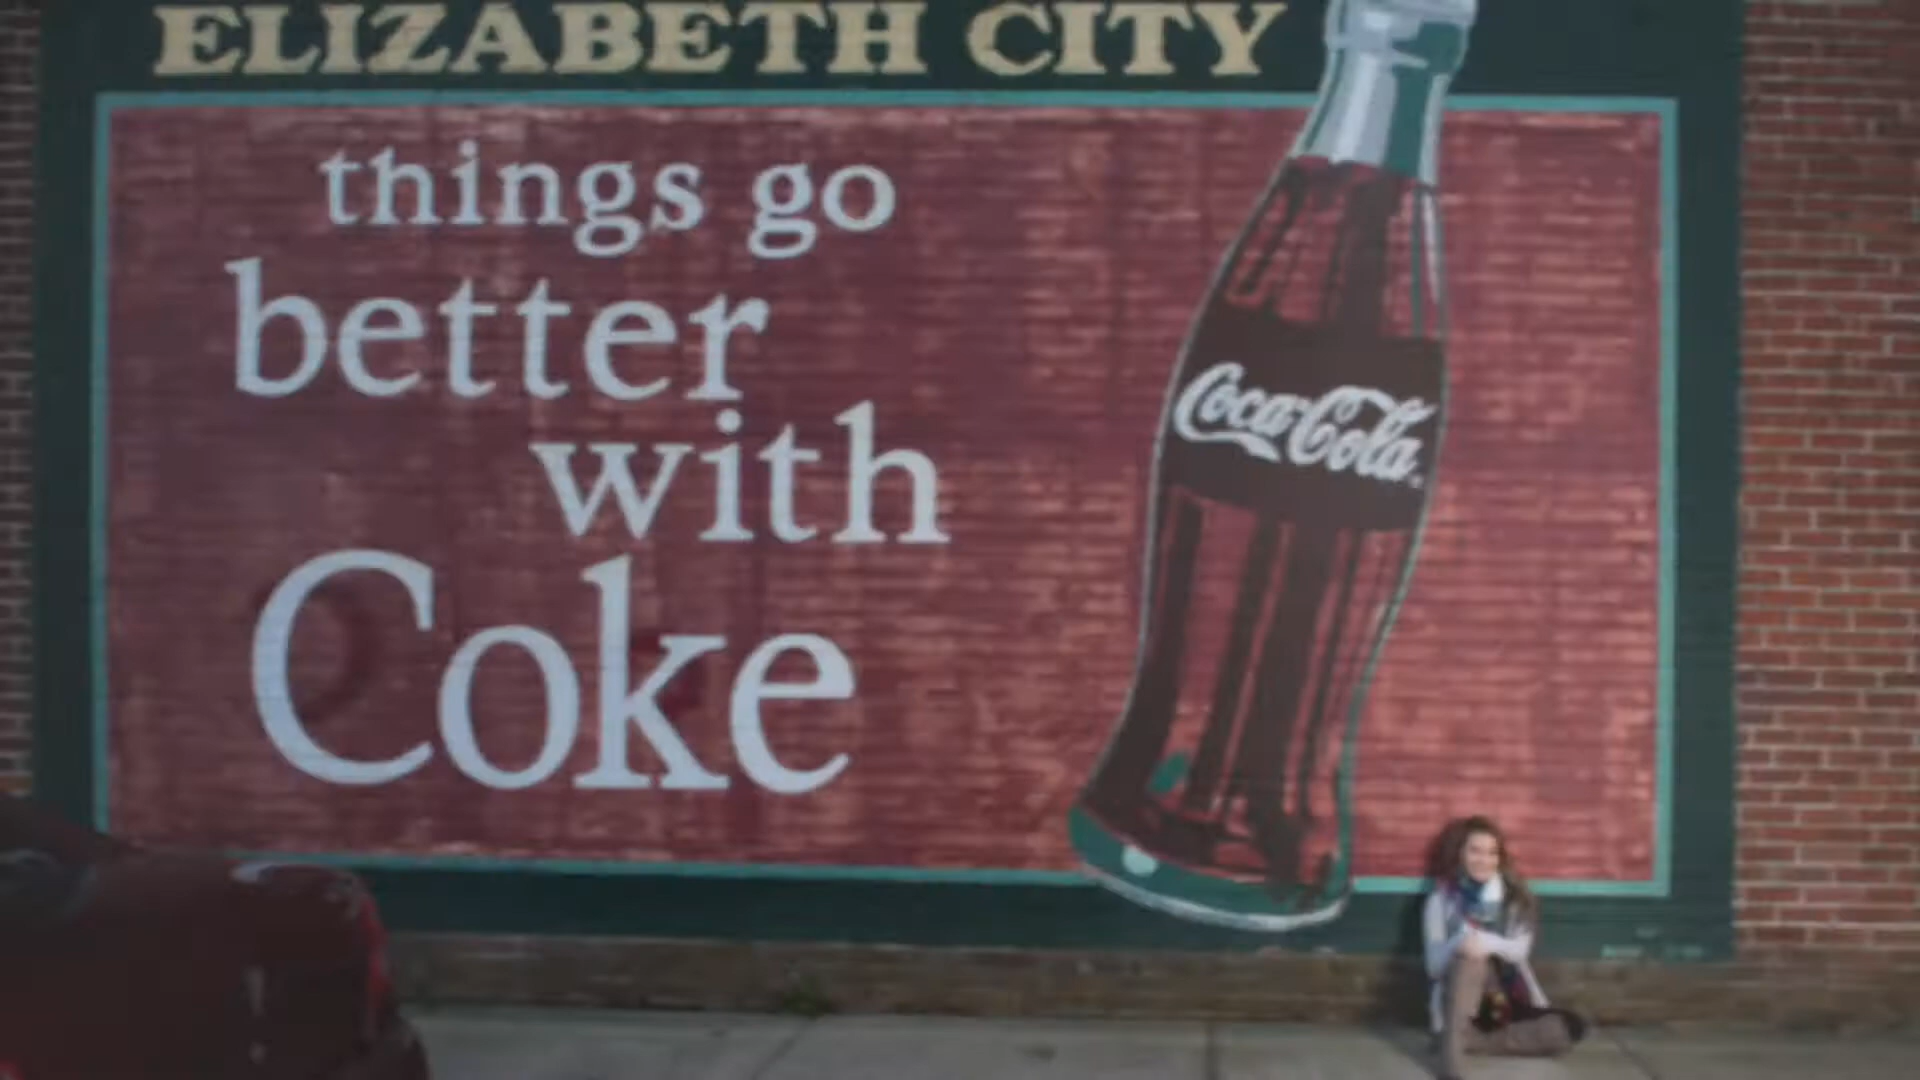 ELIZABETH CITY
things go
better
with
Coke
Coca-Cola